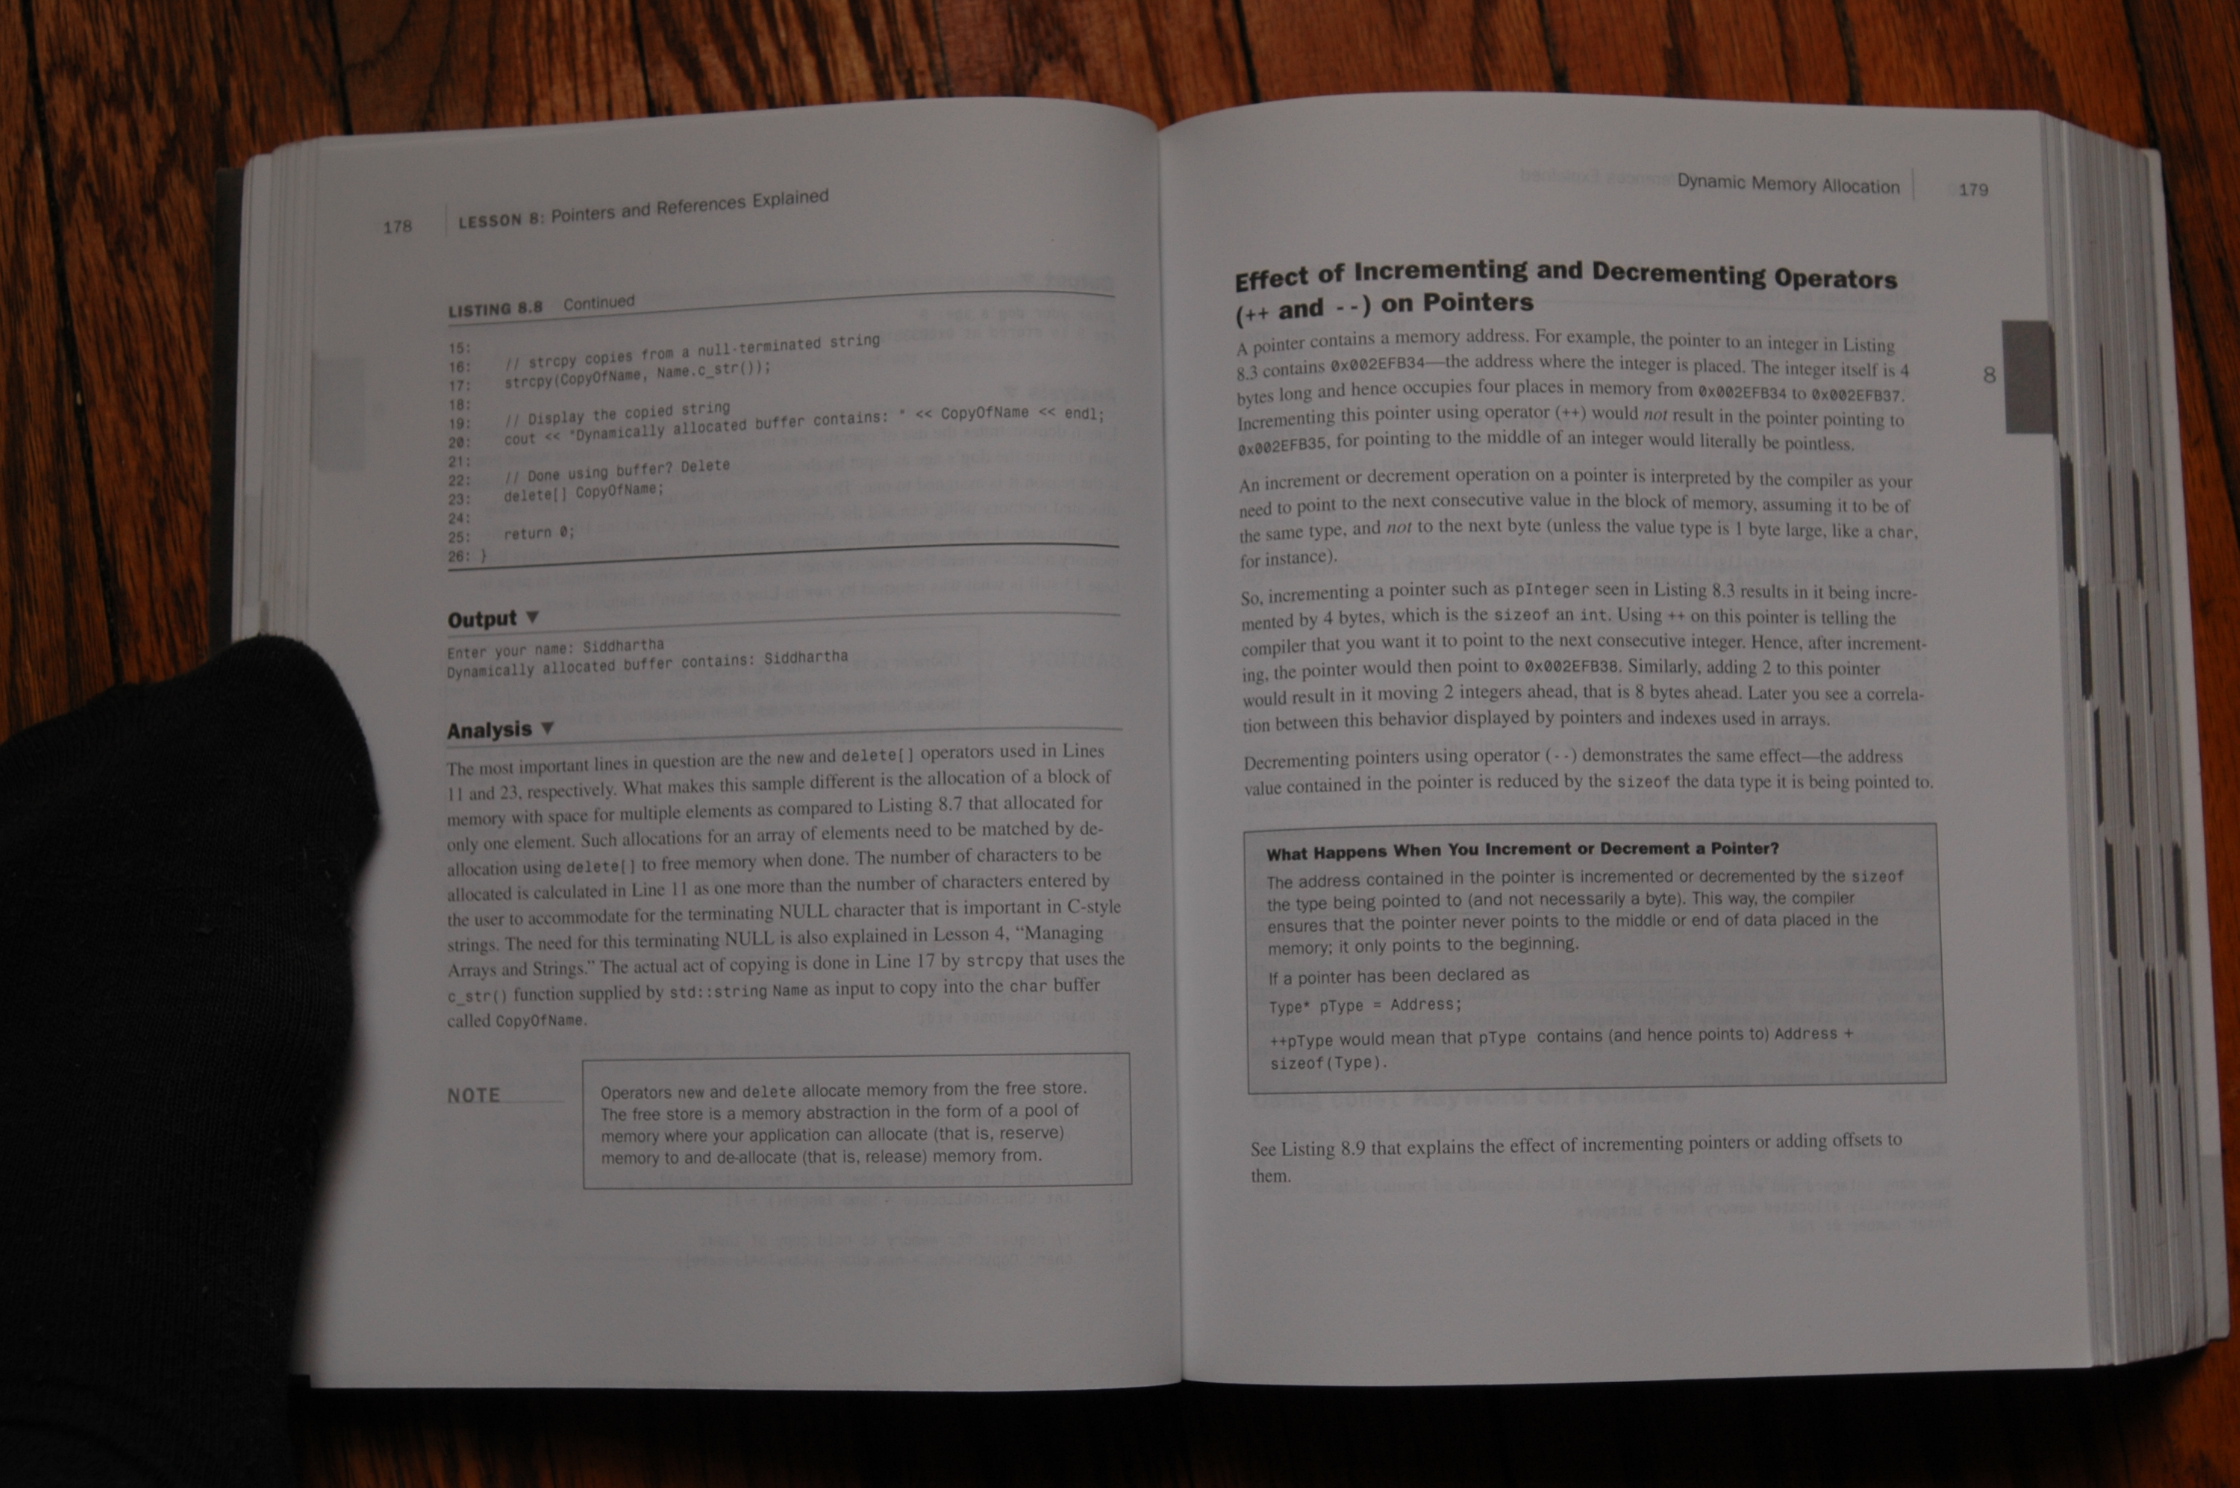 178 LESSON 8: Pointers and References Explained
LISTING 8.8 Continued
15:
16: // strcpy copies from a null-terminated string
17: strcpy(CopyOfName, Name.c_str());
18:
19: // Display the copied string
20: cout << "Dynamically allocated buffer contains: " << CopyOfName << endl;
21:
22: // Done using buffer? Delete
23: delete[] CopyOfName;
24:
25: return 0;
26: }
Output ▼
Enter your name: Siddhartha
Dynamically allocated buffer contains: Siddhartha
Analysis ▼
The most important lines in question are the new and delete[] operators used in Lines
11 and 23, respectively. What makes this sample different is the allocation of a block of
memory with space for multiple elements as compared to Listing 8.7 that allocated for
only one element. Such allocations for an array of elements need to be matched by de-
allocation using delete[] to free memory when done. The number of characters to be
allocated is calculated in Line 11 as one more than the number of characters entered by
the user to accommodate for the terminating NULL character that is important in C-style
strings. The need for this terminating NULL is also explained in Lesson 4, “Managing
Arrays and Strings.” The actual act of copying is done in Line 17 by strcpy that uses the
c_str() function supplied by std::string Name as input to copy into the char buffer
called CopyOfName.
NOTE
Operators new and delete allocate memory from the free store.
The free store is a memory abstraction in the form of a pool of
memory where your application can allocate (that is, reserve)
memory to and de-allocate (that is, release) memory from.
Dynamic Memory Allocation 179
8
Effect of Incrementing and Decrementing Operators
(++ and --) on Pointers
A pointer contains a memory address. For example, the pointer to an integer in Listing
8.3 contains 0x002EFB34—the address where the integer is placed. The integer itself is 4
bytes long and hence occupies four places in memory from 0x002EFB34 to 0x002EFB37.
Incrementing this pointer using operator (++) would not result in the pointer pointing to
0x002EFB35, for pointing to the middle of an integer would literally be pointless.
An increment or decrement operation on a pointer is interpreted by the compiler as your
need to point to the next consecutive value in the block of memory, assuming it to be of
the same type, and not to the next byte (unless the value type is 1 byte large, like a char,
for instance).
So, incrementing a pointer such as pInteger seen in Listing 8.3 results in it being incre-
mented by 4 bytes, which is the sizeof an int. Using ++ on this pointer is telling the
compiler that you want it to point to the next consecutive integer. Hence, after increment-
ing, the pointer would then point to 0x002EFB38. Similarly, adding 2 to this pointer
would result in it moving 2 integers ahead, that is 8 bytes ahead. Later you see a correla-
tion between this behavior displayed by pointers and indexes used in arrays.
Decrementing pointers using operator (--) demonstrates the same effect—the address
value contained in the pointer is reduced by the sizeof the data type it is being pointed to.
What Happens When You Increment or Decrement a Pointer?
The address contained in the pointer is incremented or decremented by the sizeof
the type being pointed to (and not necessarily a byte). This way, the compiler
ensures that the pointer never points to the middle or end of data placed in the
memory; it only points to the beginning.
If a pointer has been declared as
Type* pType = Address;
++pType would mean that pType contains (and hence points to) Address +
sizeof(Type).
See Listing 8.9 that explains the effect of incrementing pointers or adding offsets to
them.